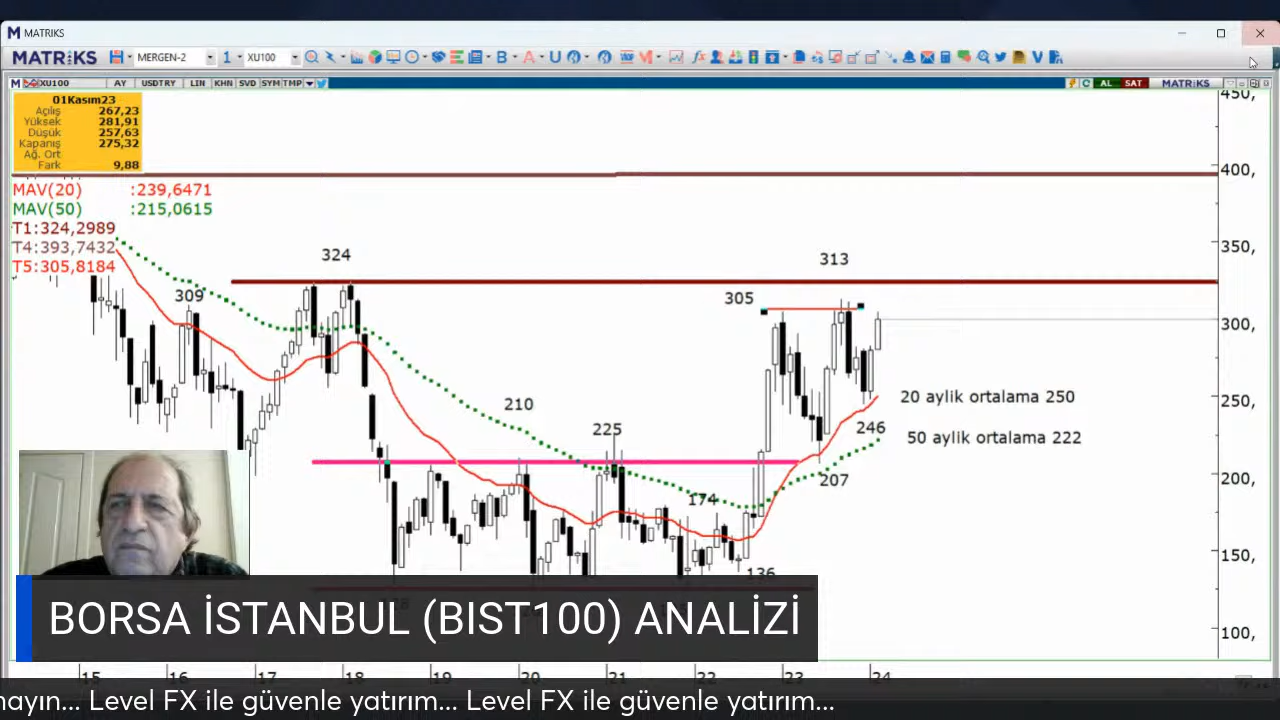 MATRIKS
MATRIKS MERGEN-2 1 XU100
XU100 AY USDTRY LIN KHN SVD SYM TMP AL SAT MATRIKS
01Kasım23
Açılış 267,23
Yüksek 281,91
Düşük 257,63
Kapanış 275,32
Ağ. Ort
Fark 9,88
MAV(20) :239,6471
MAV(50) :215,0615
T1:324,2989
T4:393,7432
T5:305,8184
450,
400,
350,
300,
250,
200,
150,
100,
324
309
313
305
210
225
20 aylik ortalama 250
246
50 aylik ortalama 222
207
174
136
BORSA İSTANBUL (BIST100) ANALİZİ
15 16 17 18 19 20 21 22 23 24
mayın... Level FX ile güvenle yatırım... Level FX ile güvenle yatırım...